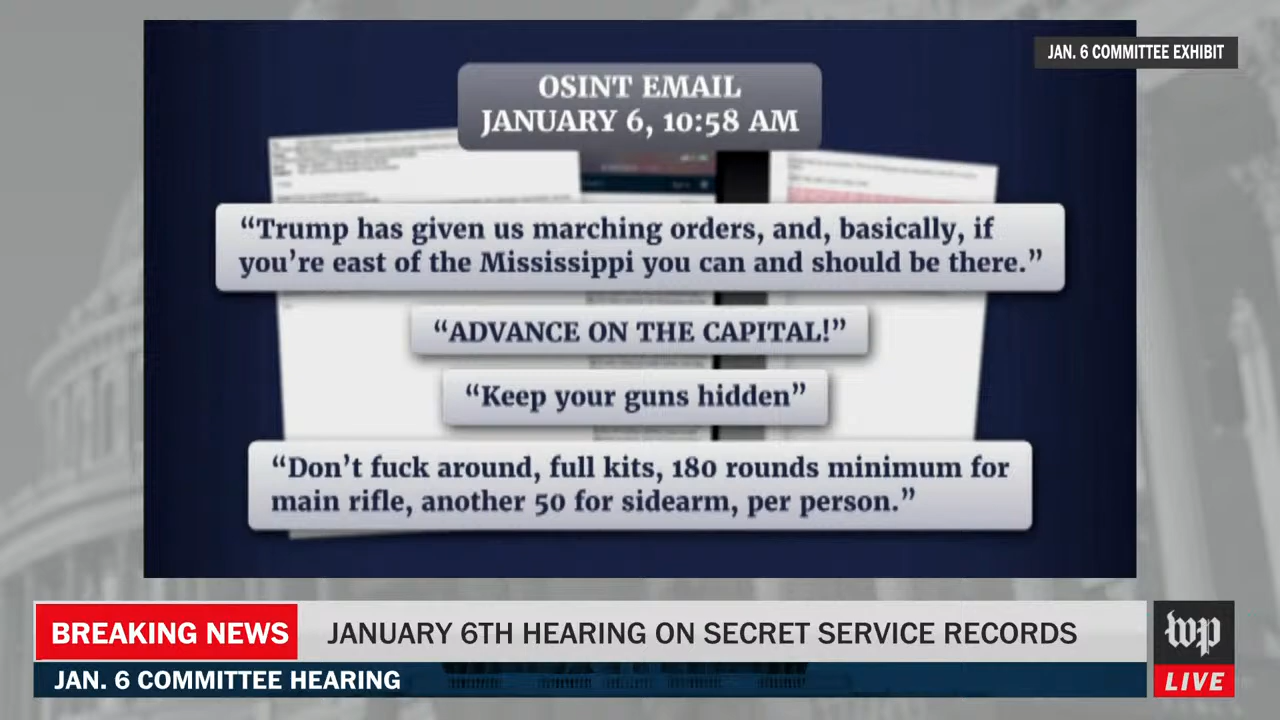 JAN. 6 COMMITTEE EXHIBIT
OSINT EMAIL
JANUARY 6, 10:58 AM
“Trump has given us marching orders, and, basically, if
you’re east of the Mississippi you can and should be there.”
“ADVANCE ON THE CAPITAL!”
“Keep your guns hidden”
“Don’t fuck around, full kits, 180 rounds minimum for
main rifle, another 50 for sidearm, per person.”
BREAKING NEWS
JANUARY 6TH HEARING ON SECRET SERVICE RECORDS
wp
JAN. 6 COMMITTEE HEARING
LIVE